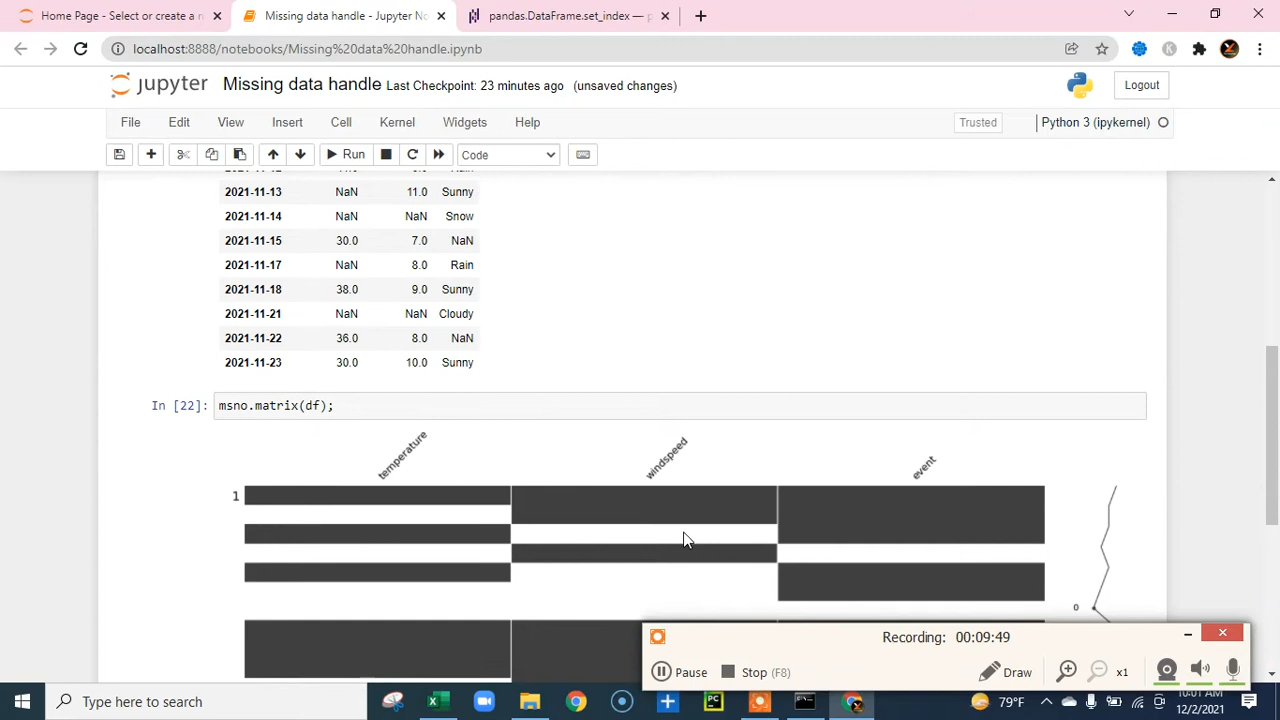 Home Page - Select or create a n
Missing data handle - Jupyter No
pandas.DataFrame.set_index — p
localhost:8888/notebooks/Missing%20data%20handle.ipynb
K
jupyter Missing data handle Last Checkpoint: 23 minutes ago (unsaved changes)
Logout
File Edit View Insert Cell Kernel Widgets Help
Trusted Python 3 (ipykernel)
Run Code
2021-11-13 NaN 11.0 Sunny
2021-11-14 NaN NaN Snow
2021-11-15 30.0 7.0 NaN
2021-11-17 NaN 8.0 Rain
2021-11-18 38.0 9.0 Sunny
2021-11-21 NaN NaN Cloudy
2021-11-22 36.0 8.0 NaN
2021-11-23 30.0 10.0 Sunny
In [22]: msno.matrix(df);
temperature windspeed event
1
0
Recording: 00:09:49
Pause Stop (F8) Draw x1
Type here to search
PC
79°F
10:01 AM
12/2/2021